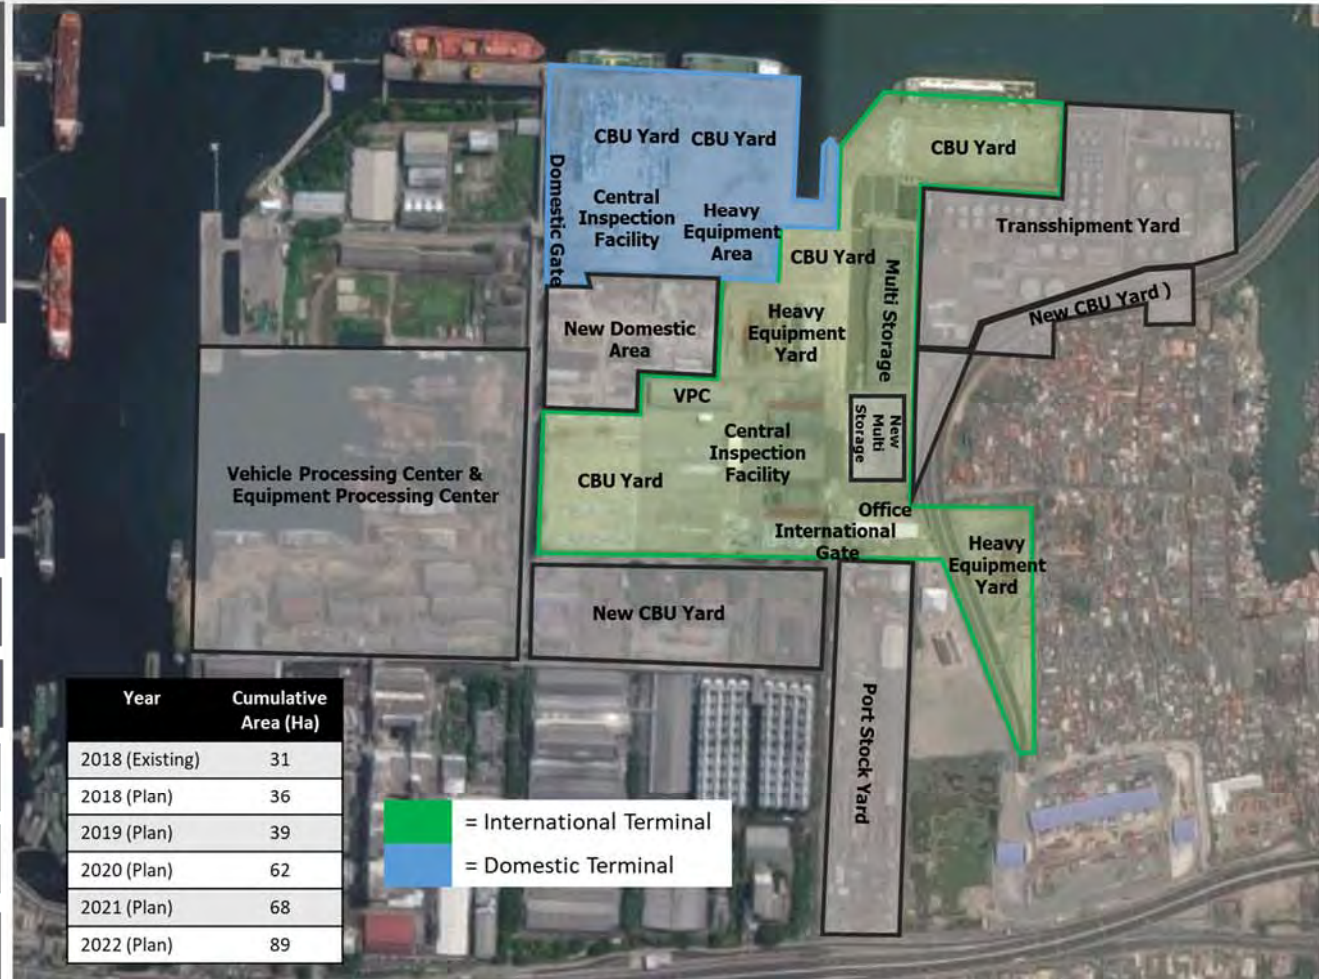 CBU Yard
CBU Yard
CBU Yard
Domestic Gate
Central
Inspection
Facility
Heavy
Equipment
Area
Transshipment Yard
CBU Yard
Multi Storage
New CBU Yard )
New Domestic
Area
Heavy
Equipment
Yard
VPC
New
Multi
Storage
Central
Inspection
Facility
Vehicle Processing Center &
Equipment Processing Center
CBU Yard
Office
International
Gate
Heavy
Equipment
Yard
New CBU Yard
Port Stock Yard
Year Cumulative
Area (Ha)
2018 (Existing) 31
2018 (Plan) 36
2019 (Plan) 39
2020 (Plan) 62
2021 (Plan) 68
2022 (Plan) 89
= International Terminal
= Domestic Terminal